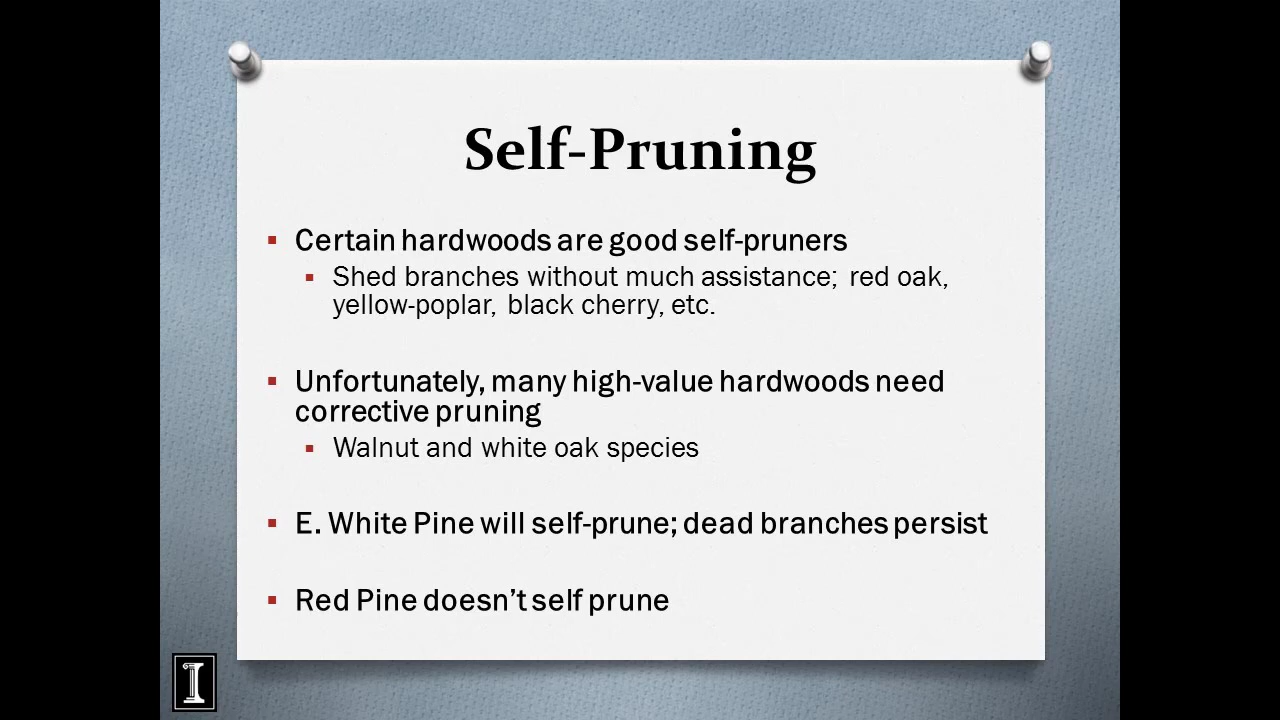 Self-Pruning
Certain hardwoods are good self-pruners
Shed branches without much assistance; red oak,
yellow-poplar, black cherry, etc.
Unfortunately, many high-value hardwoods need
corrective pruning
Walnut and white oak species
E. White Pine will self-prune; dead branches persist
Red Pine doesn’t self prune
I